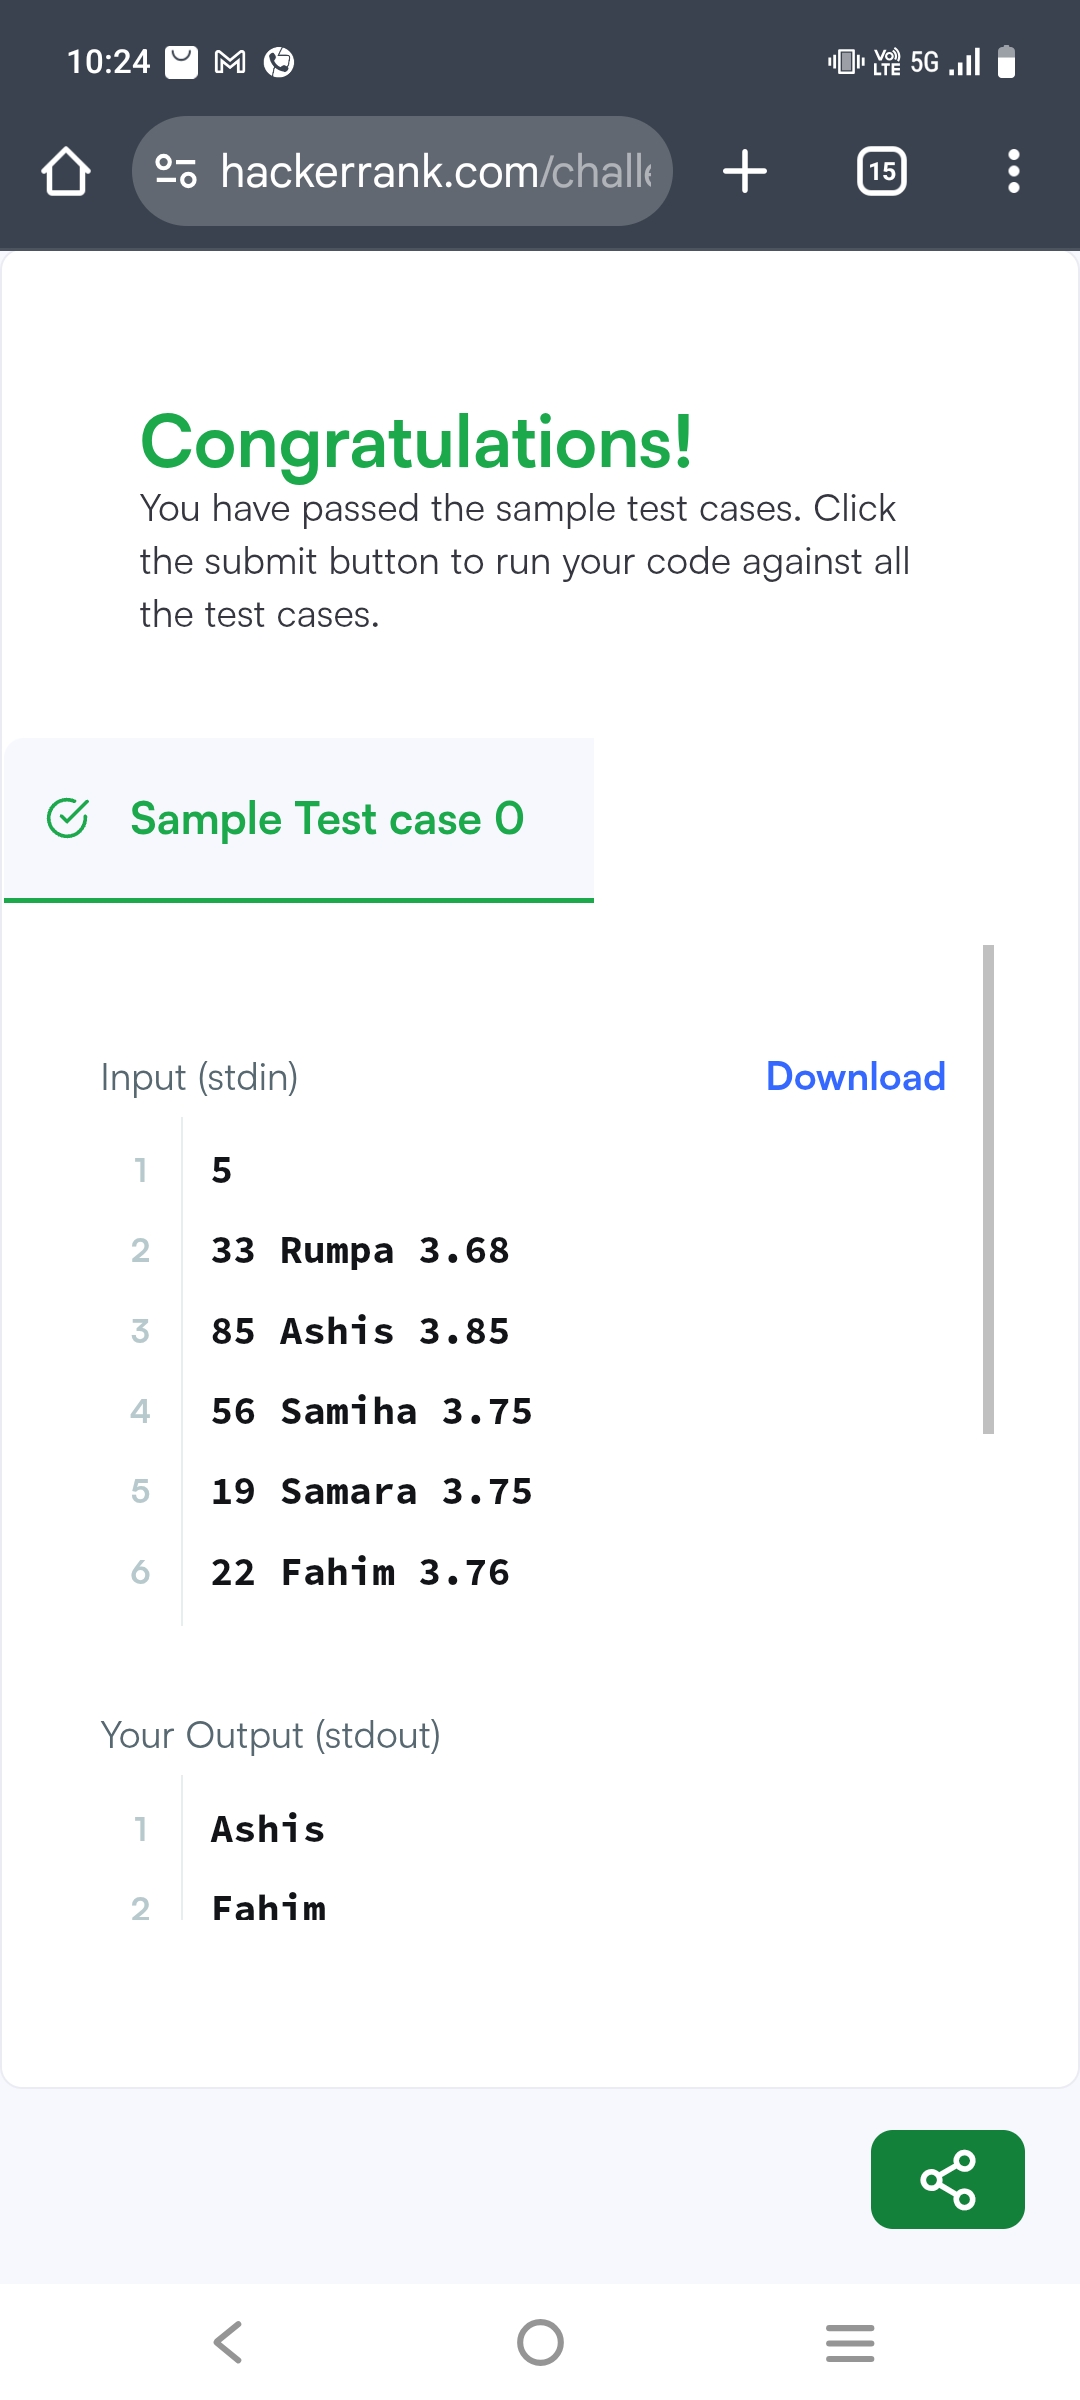 10:24
Vo)) LTE 5G
hackerrank.com/challe
15
Congratulations!
You have passed the sample test cases. Click
the submit button to run your code against all
the test cases.
Sample Test case 0
Input (stdin)
Download
1 5
2 33 Rumpa 3.68
3 85 Ashis 3.85
4 56 Samiha 3.75
5 19 Samara 3.75
6 22 Fahim 3.76
Your Output (stdout)
1 Ashis
2 Fahim